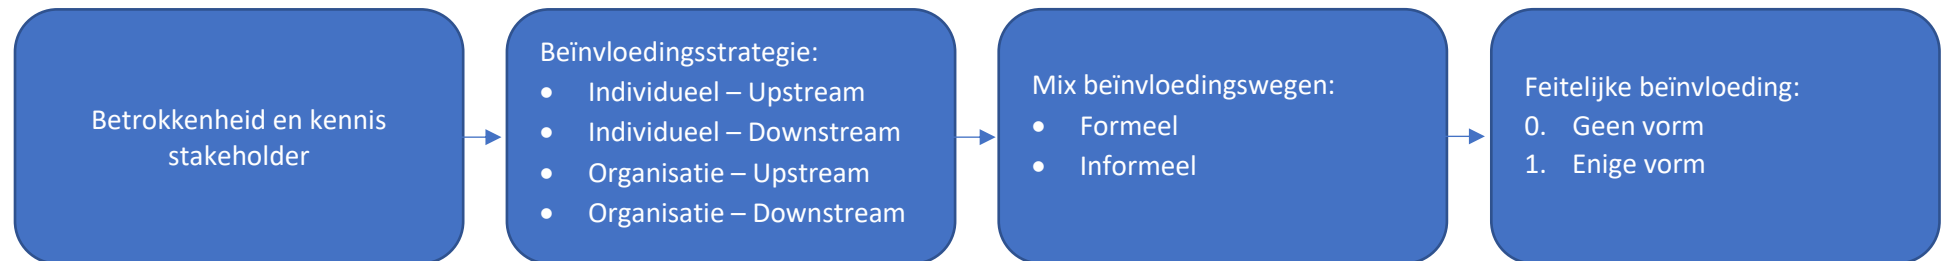 Betrokkenheid en kennis
stakeholder
Beïnvloedingsstrategie:
• Individueel – Upstream
• Individueel – Downstream
• Organisatie – Upstream
• Organisatie – Downstream
Mix beïnvloedingswegen:
• Formeel
• Informeel
Feitelijke beïnvloeding:
0. Geen vorm
1. Enige vorm